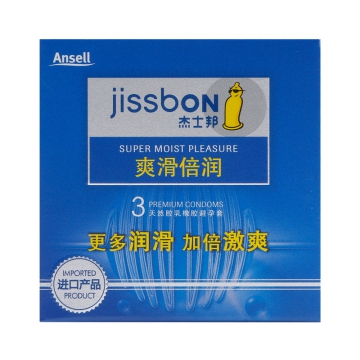 Ansell
jissbON
杰士邦
SUPER MOIST PLEASURE
爽滑倍润
3 PREMIUM CONDOMS
天然胶乳橡胶避孕套
更多润滑 加倍激爽
IMPORTED
进口产品
PRODUCT